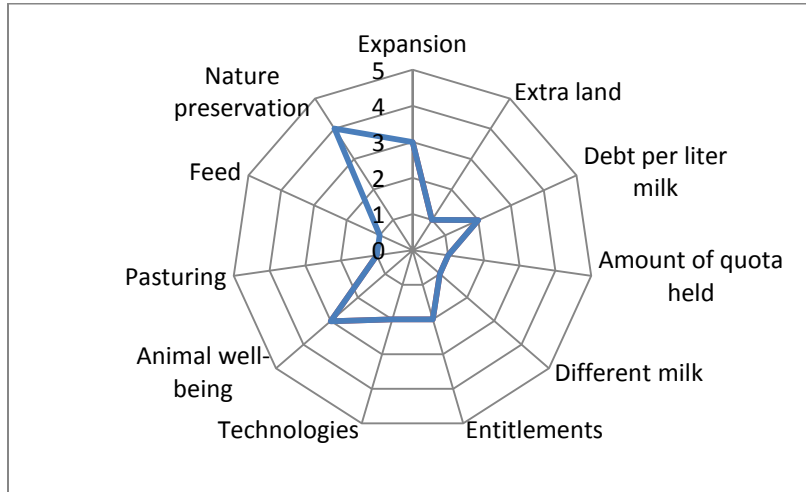 Expansion
Extra land
Debt per liter
milk
Amount of quota
held
Different milk
Entitlements
Technologies
Animal well-
being
Pasturing
Feed
Nature
preservation
5
4
3
2
1
0